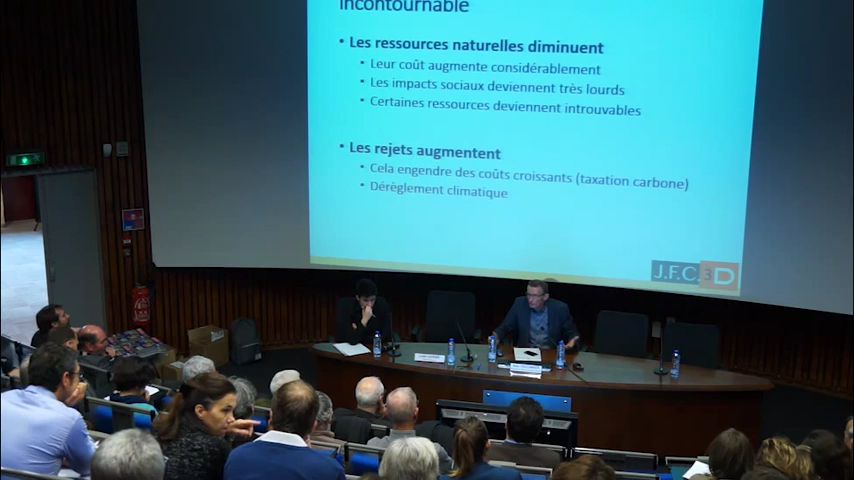 incontournable
• Les ressources naturelles diminuent
• Leur coût augmente considérablement
• Les impacts sociaux deviennent très lourds
• Certaines ressources deviennent introuvables
• Les rejets augmentent
• Cela engendre des coûts croissants (taxation carbone)
• Dérèglement climatique
J.F.C. 3D